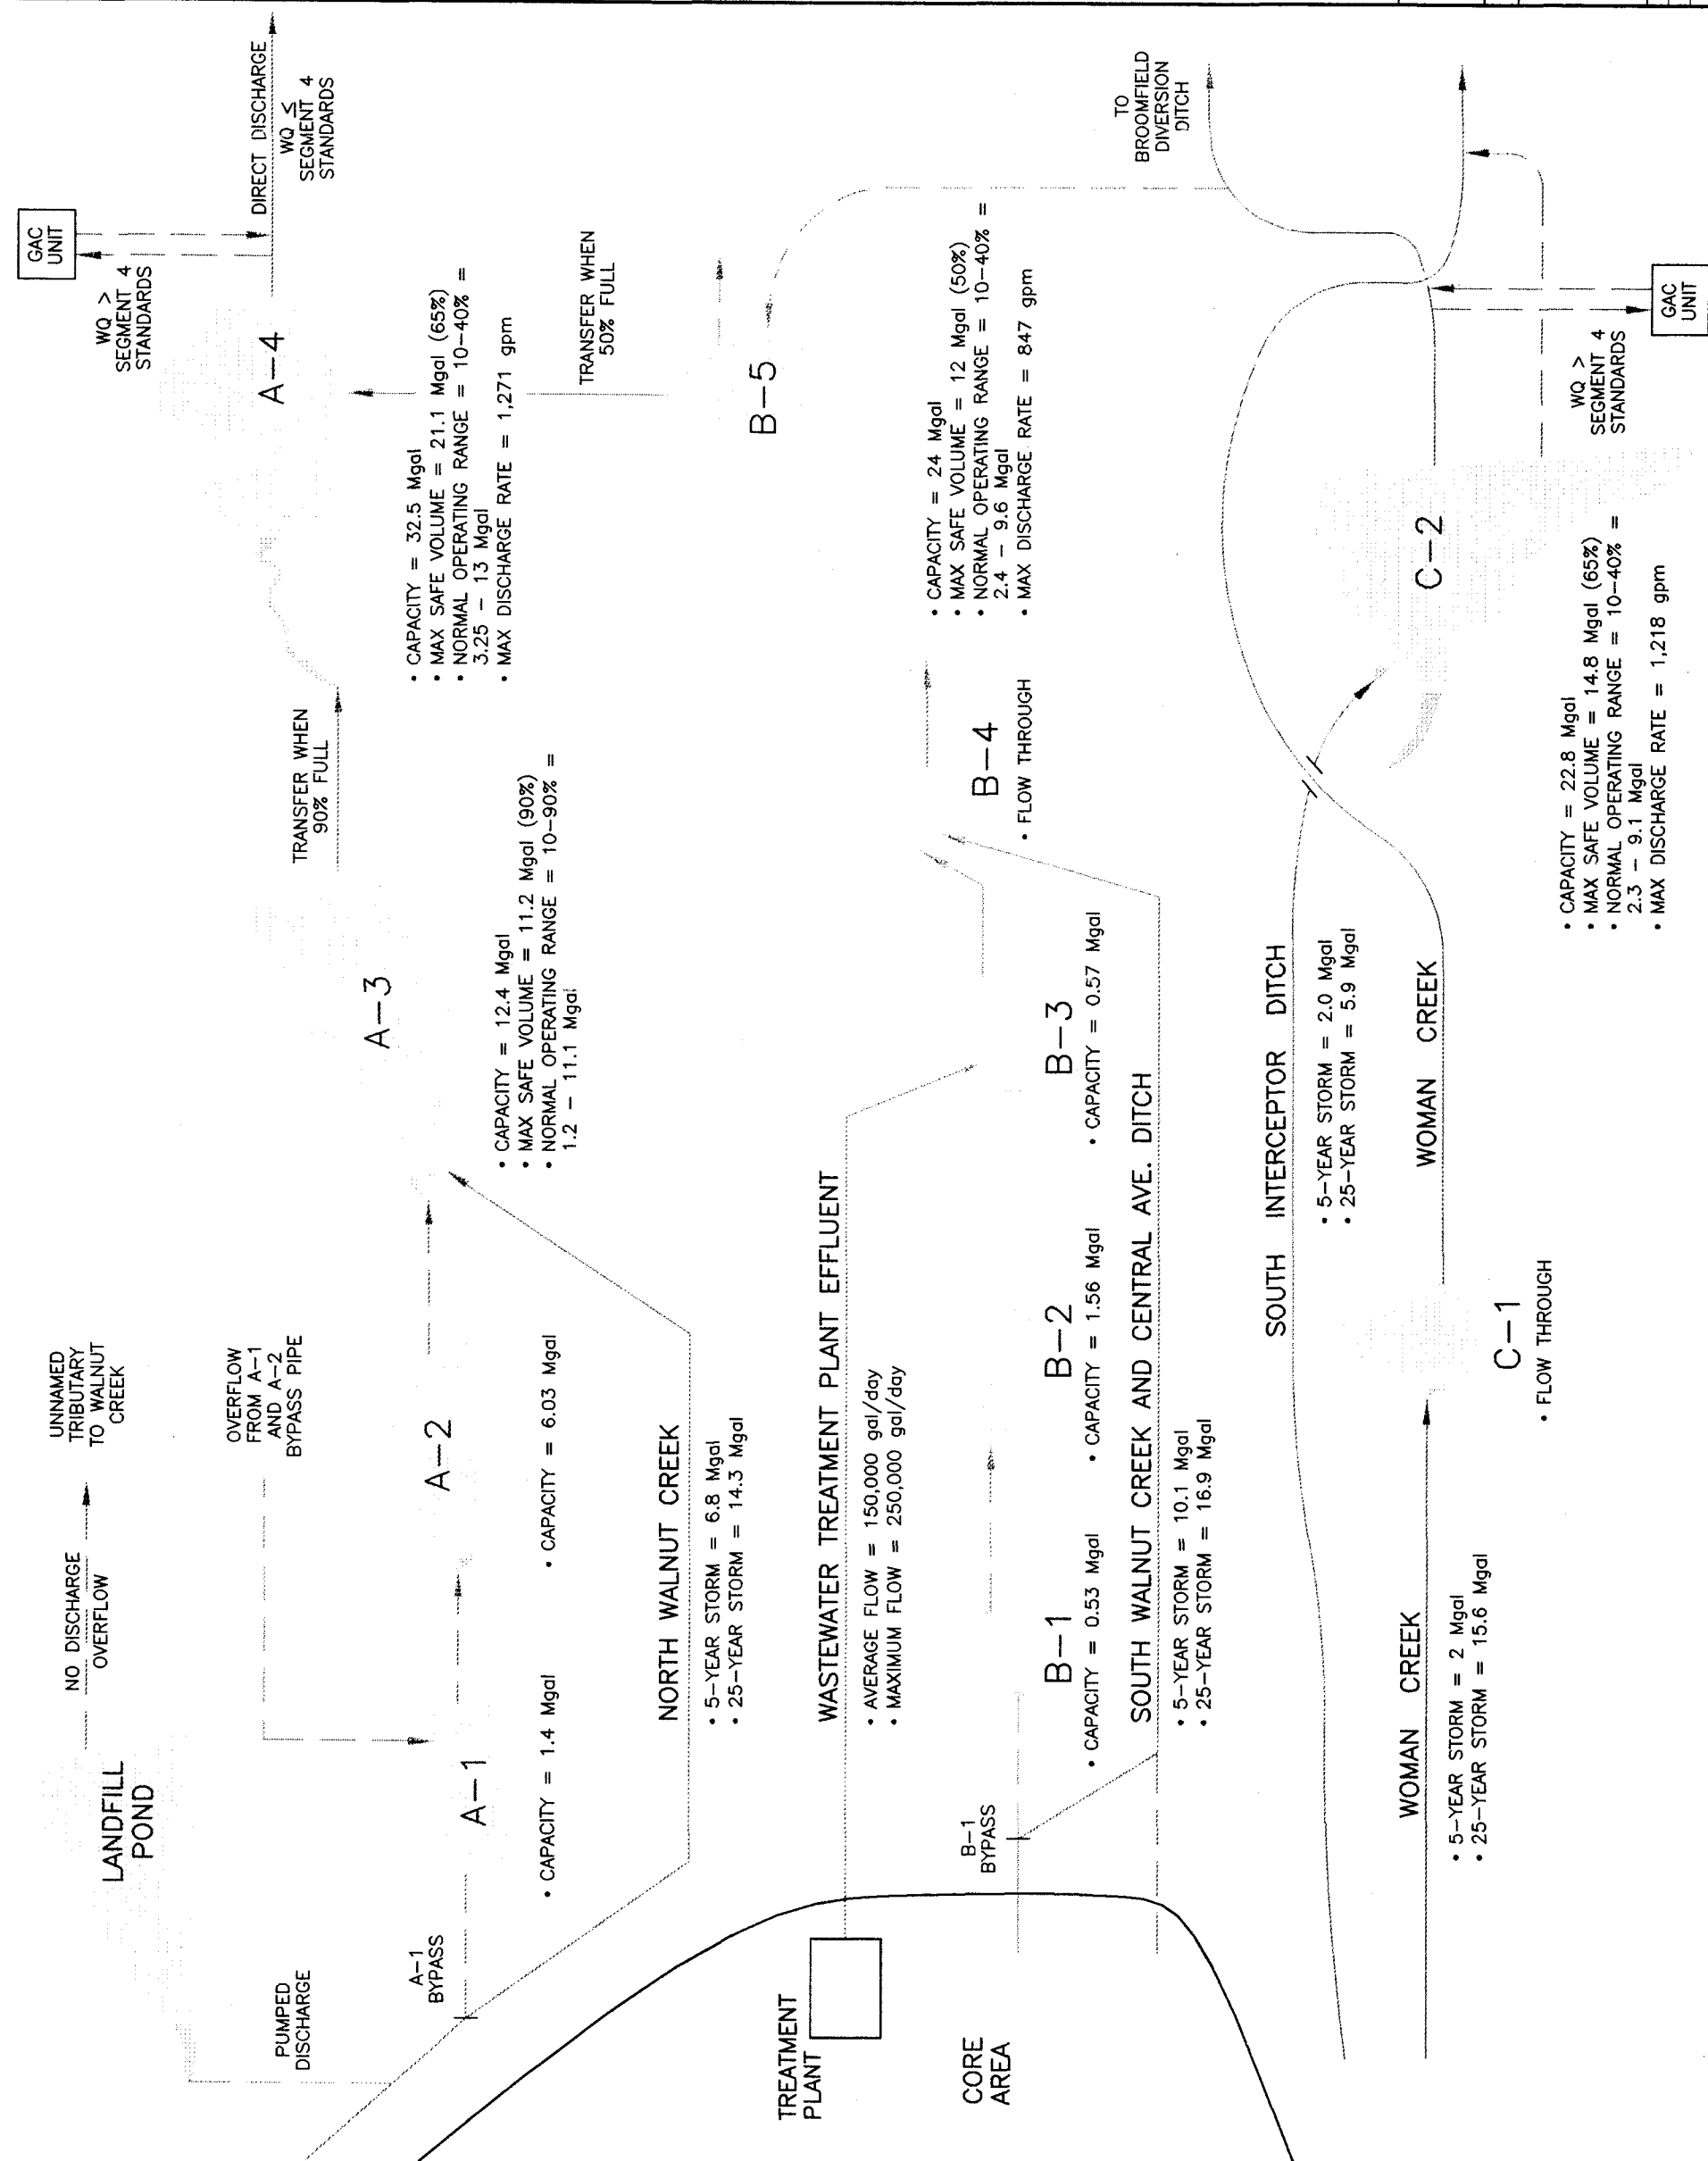 LANDFILL
POND
NO DISCHARGE
OVERFLOW
UNNAMED
TRIBUTARY
TO WALNUT
CREEK
PUMPED
DISCHARGE
OVERFLOW
FROM A-1
AND A-2
BYPASS PIPE
A-1
BYPASS
A-1
• CAPACITY = 1.4 Mgal
A-2
• CAPACITY = 6.03 Mgal
A-3
• CAPACITY = 12.4 Mgal
• MAX SAFE VOLUME = 11.2 Mgal (90%)
• NORMAL OPERATING RANGE = 10-90% =
1.2 - 11.1 Mgal
TRANSFER WHEN
90% FULL
A-4
• CAPACITY = 32.5 Mgal
• MAX SAFE VOLUME = 21.1 Mgal (65%)
• NORMAL OPERATING RANGE = 10-40% =
3.25 - 13 Mgal
• MAX DISCHARGE RATE = 1,271 gpm
WQ >
SEGMENT 4
STANDARDS
GAC
UNIT
DIRECT DISCHARGE
WQ ≤
SEGMENT 4
STANDARDS
NORTH WALNUT CREEK
• 5-YEAR STORM = 6.8 Mgal
• 25-YEAR STORM = 14.3 Mgal
TRANSFER WHEN
50% FULL
TREATMENT
PLANT
WASTEWATER TREATMENT PLANT EFFLUENT
• AVERAGE FLOW = 150,000 gal/day
• MAXIMUM FLOW = 250,000 gal/day
CORE
AREA
B-1
BYPASS
B-1
• CAPACITY = 0.53 Mgal
B-2
• CAPACITY = 1.56 Mgal
B-3
• CAPACITY = 0.57 Mgal
B-4
• FLOW THROUGH
B-5
• CAPACITY = 24 Mgal
• MAX SAFE VOLUME = 12 Mgal (50%)
• NORMAL OPERATING RANGE = 10-40% =
2.4 - 9.6 Mgal
• MAX DISCHARGE RATE = 847 gpm
TO
BROOMFIELD
DIVERSION
DITCH
SOUTH WALNUT CREEK AND CENTRAL AVE. DITCH
• 5-YEAR STORM = 10.1 Mgal
• 25-YEAR STORM = 16.9 Mgal
SOUTH INTERCEPTOR DITCH
• 5-YEAR STORM = 2.0 Mgal
• 25-YEAR STORM = 5.9 Mgal
WOMAN CREEK
• 5-YEAR STORM = 2 Mgal
• 25-YEAR STORM = 15.6 Mgal
C-1
• FLOW THROUGH
WOMAN CREEK
C-2
• CAPACITY = 22.8 Mgal
• MAX SAFE VOLUME = 14.8 Mgal (65%)
• NORMAL OPERATING RANGE = 10-40% =
2.3 - 9.1 Mgal
• MAX DISCHARGE RATE = 1,218 gpm
WQ >
SEGMENT 4
STANDARDS
GAC
UNIT